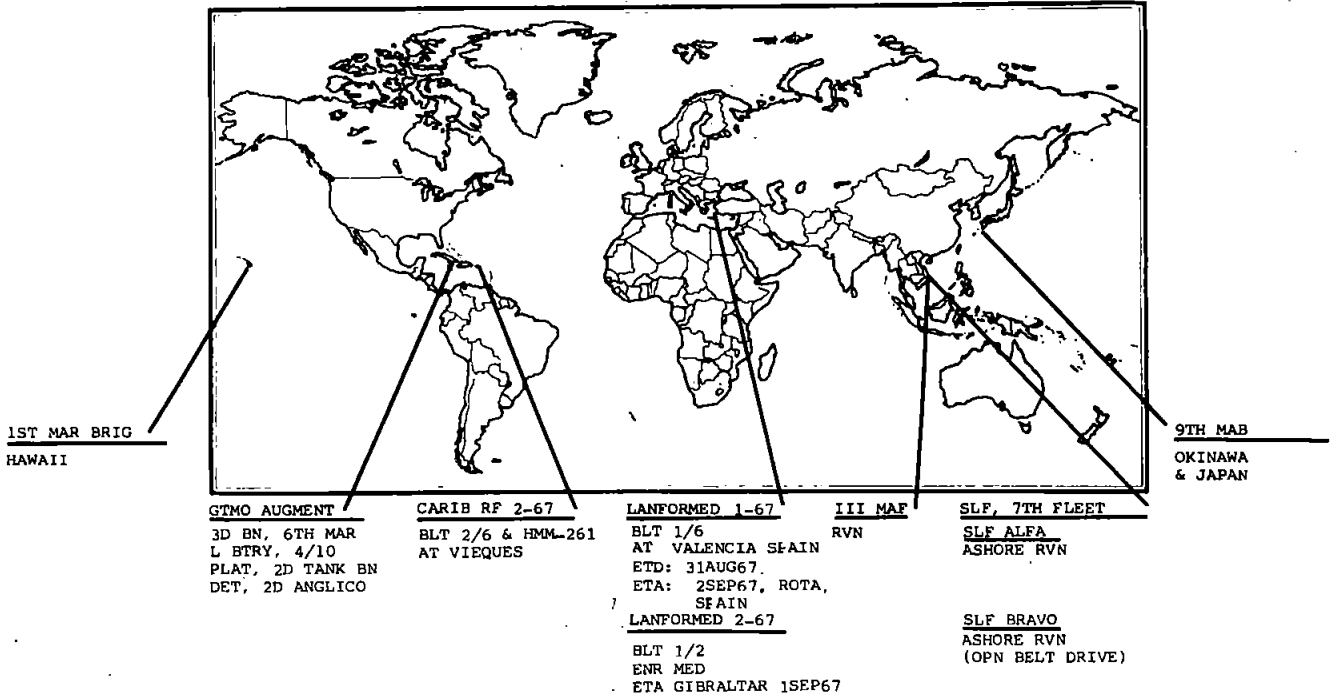 1ST MAR BRIG
HAWAII
GTMO AUGMENT
3D BN, 6TH MAR
L BTRY, 4/10
PLAT, 2D TANK BN
DET, 2D ANGLICO
CARIB RF 2-67
BLT 2/6 & HMM-261
AT VIEQUES
LANFORMED 1-67
BLT 1/6
AT VALENCIA SPAIN
ETD: 31AUG67.
ETA: 2SEP67, ROTA,
SPAIN
LANFORMED 2-67
BLT 1/2
ENR MED
ETA GIBRALTAR 1SEP67
III MAF
RVN
SLF, 7TH FLEET
SLF ALFA
ASHORE RVN
SLF BRAVO
ASHORE RVN
(OPN BELT DRIVE)
9TH MAB
OKINAWA
& JAPAN